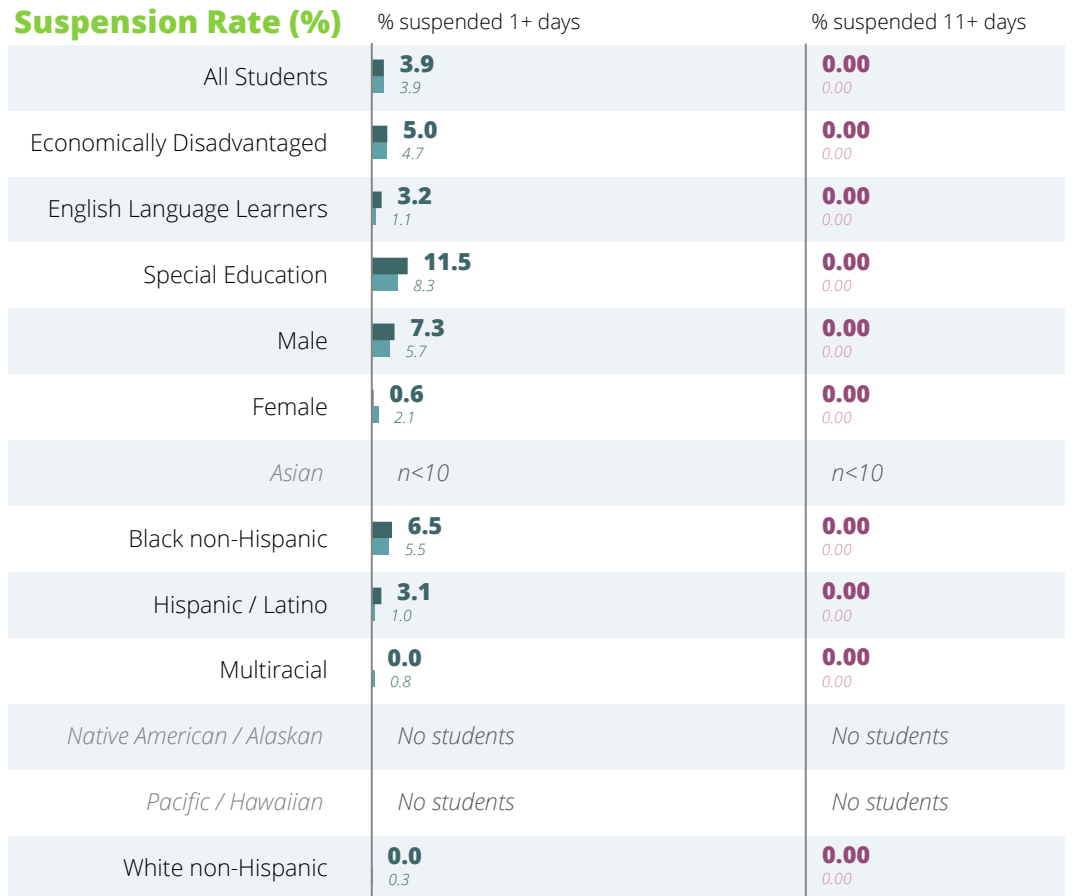 Suspension Rate (%) % suspended 1+ days % suspended 11+ days
All Students 3.9 0.00
3.9 0.00
Economically Disadvantaged 5.0 0.00
4.7 0.00
English Language Learners 3.2 0.00
1.1 0.00
Special Education 11.5 0.00
8.3 0.00
Male 7.3 0.00
5.7 0.00
Female 0.6 0.00
2.1 0.00
Asian n<10 n<10
Black non-Hispanic 6.5 0.00
5.5 0.00
Hispanic / Latino 3.1 0.00
1.0 0.00
Multiracial 0.0 0.00
0.8 0.00
Native American / Alaskan No students No students
Pacific / Hawaiian No students No students
White non-Hispanic 0.0 0.00
0.3 0.00